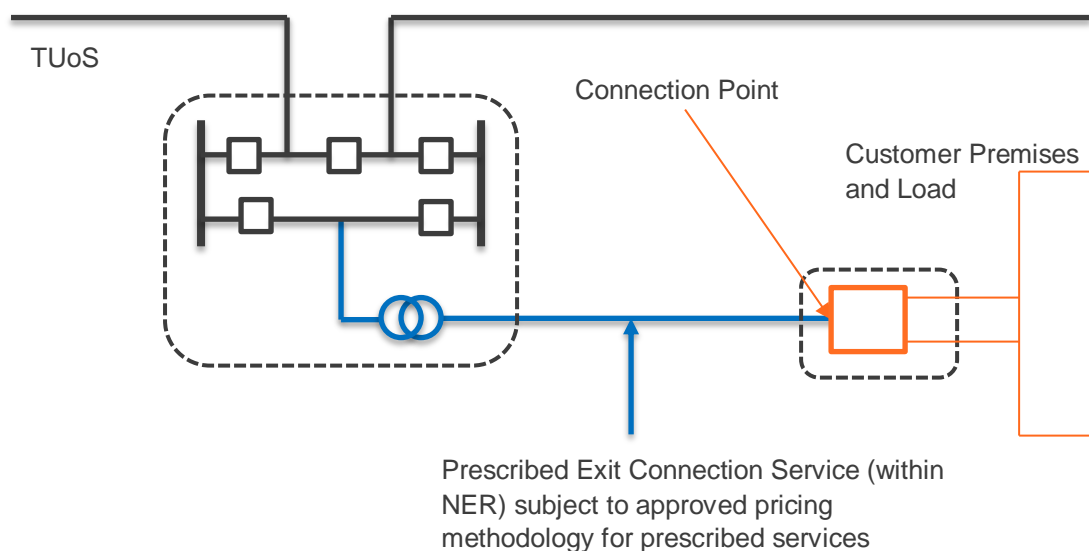 TUoS
Connection Point
Customer Premises
and Load
Prescribed Exit Connection Service (within
NER) subject to approved pricing
methodology for prescribed services